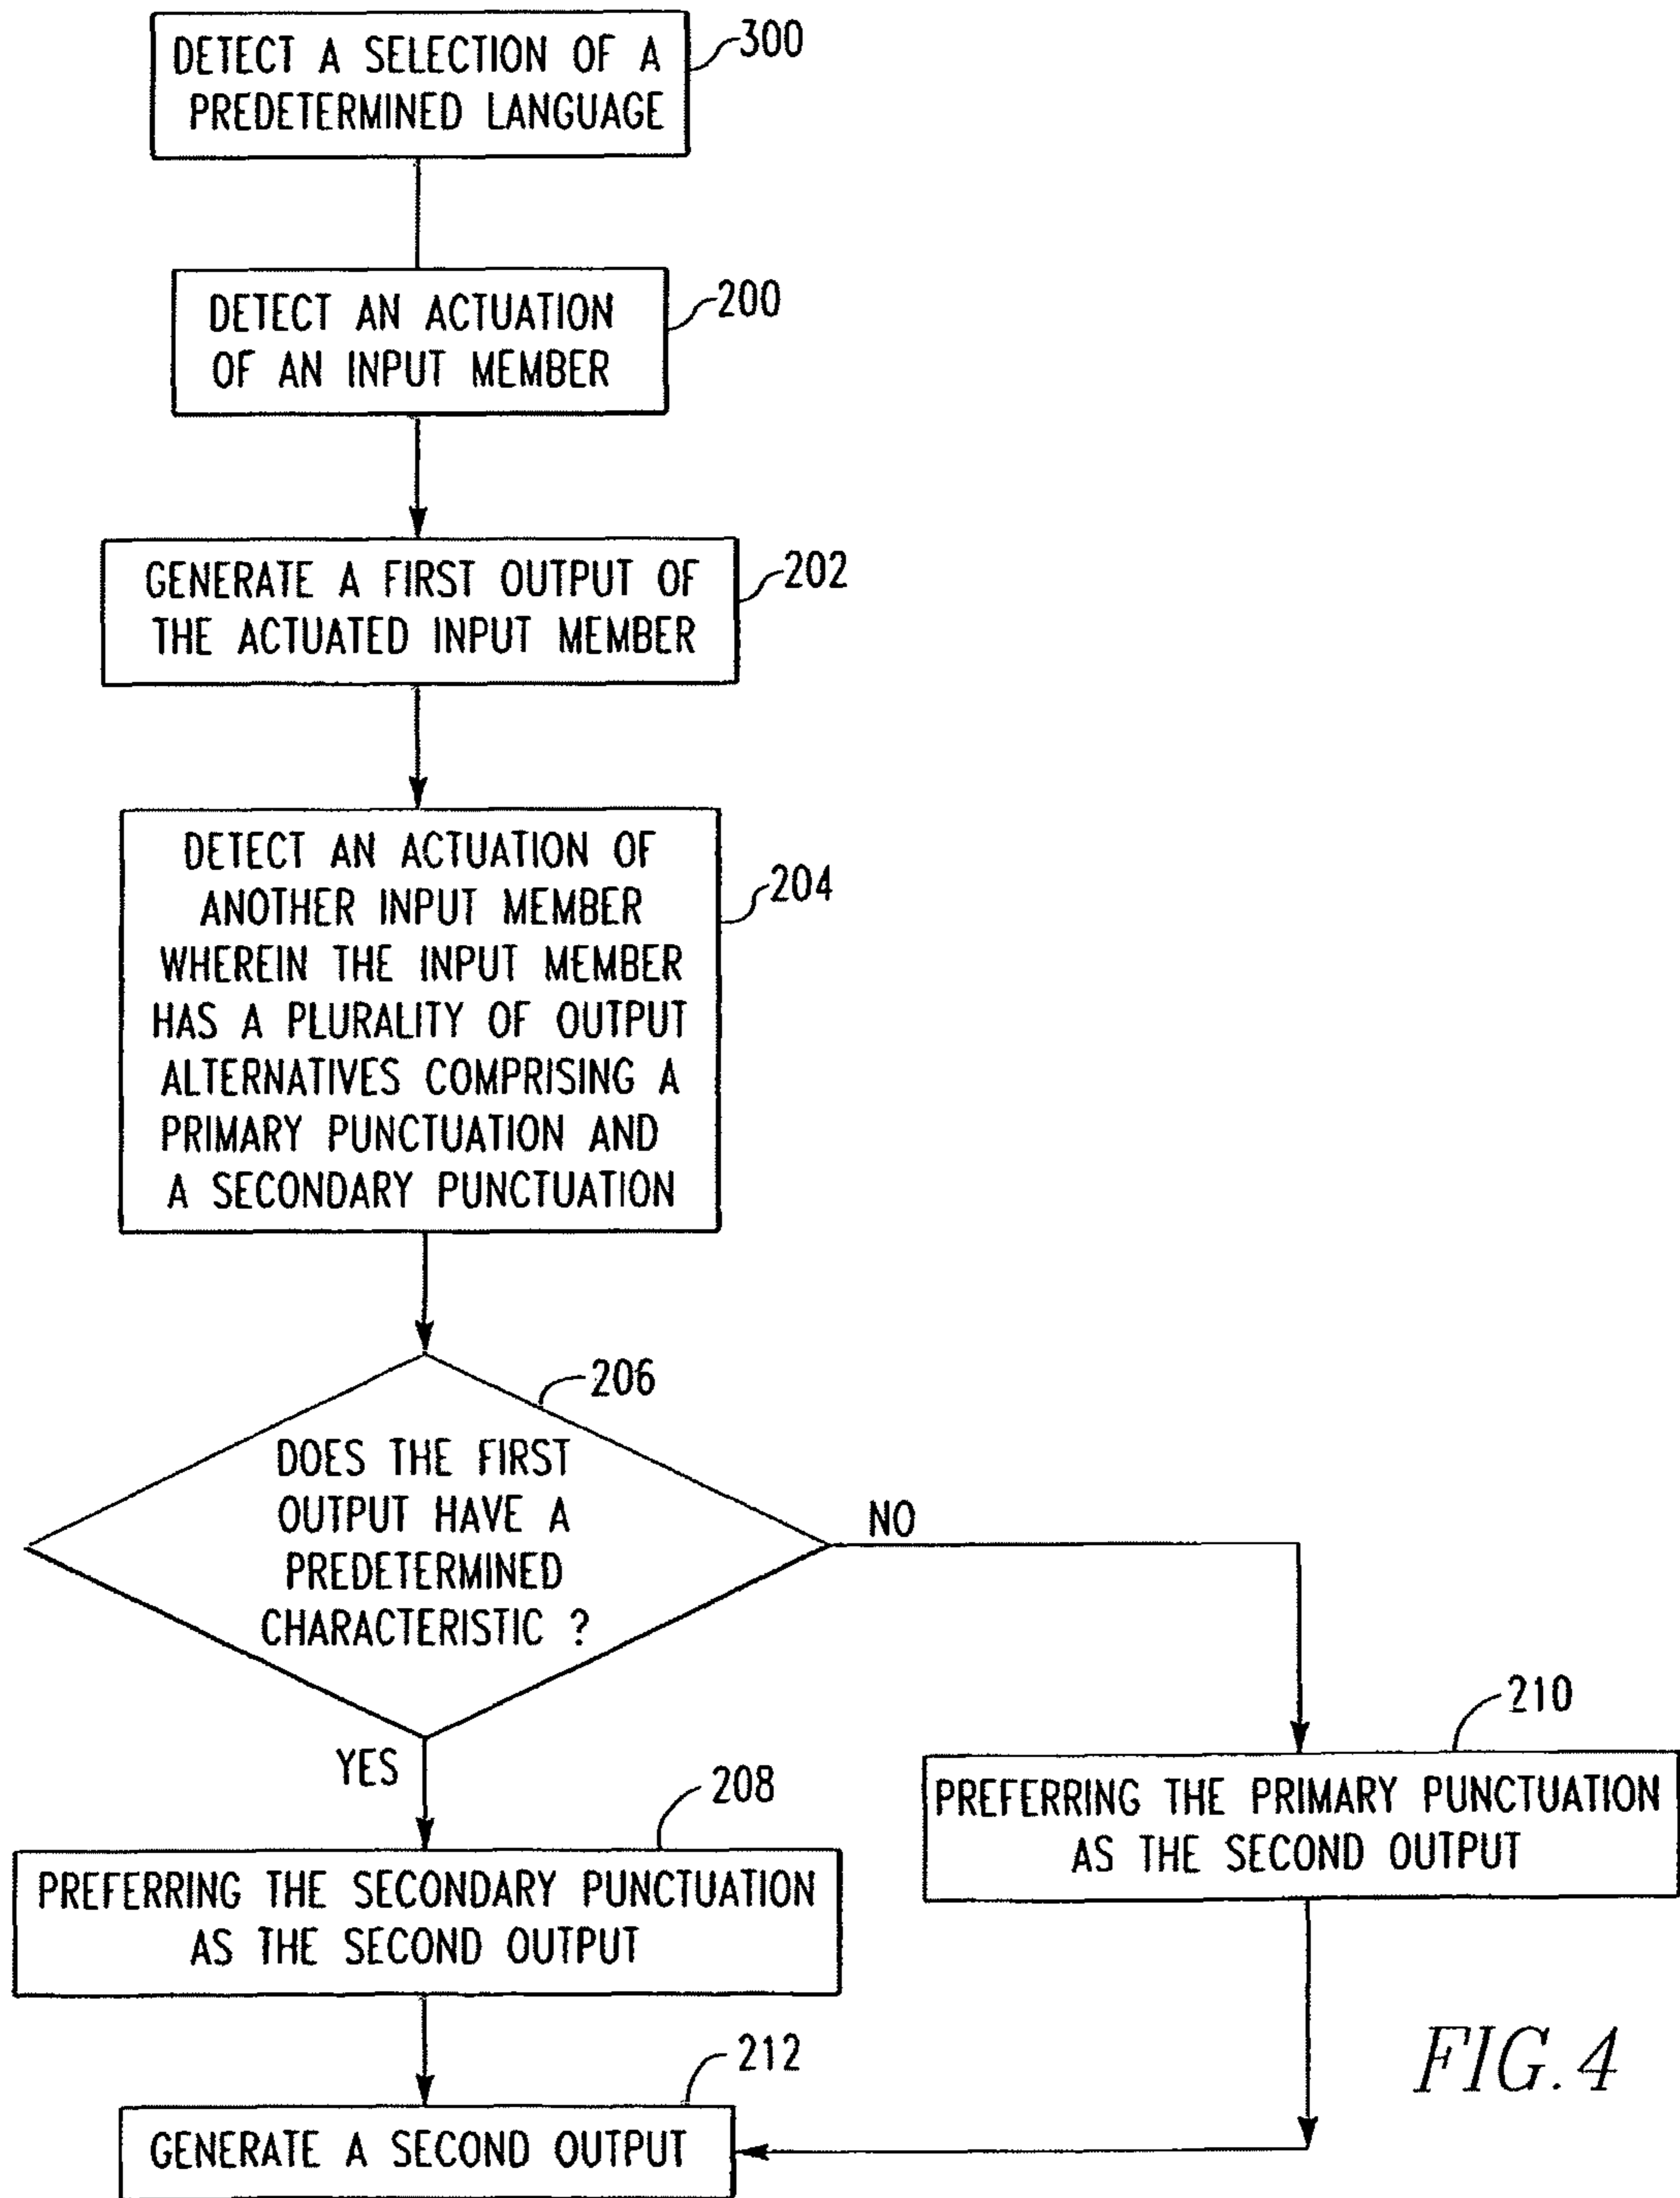 DETECT A SELECTION OF A
PREDETERMINED LANGUAGE
300
DETECT AN ACTUATION
OF AN INPUT MEMBER
200
GENERATE A FIRST OUTPUT OF
THE ACTUATED INPUT MEMBER
202
DETECT AN ACTUATION OF
ANOTHER INPUT MEMBER
WHEREIN THE INPUT MEMBER
HAS A PLURALITY OF OUTPUT
ALTERNATIVES COMPRISING A
PRIMARY PUNCTUATION AND
A SECONDARY PUNCTUATION
204
206
DOES THE FIRST
OUTPUT HAVE A
PREDETERMINED
CHARACTERISTIC ?
NO
YES
210
PREFERRING THE PRIMARY PUNCTUATION
AS THE SECOND OUTPUT
208
PREFERRING THE SECONDARY PUNCTUATION
AS THE SECOND OUTPUT
212
GENERATE A SECOND OUTPUT
FIG. 4